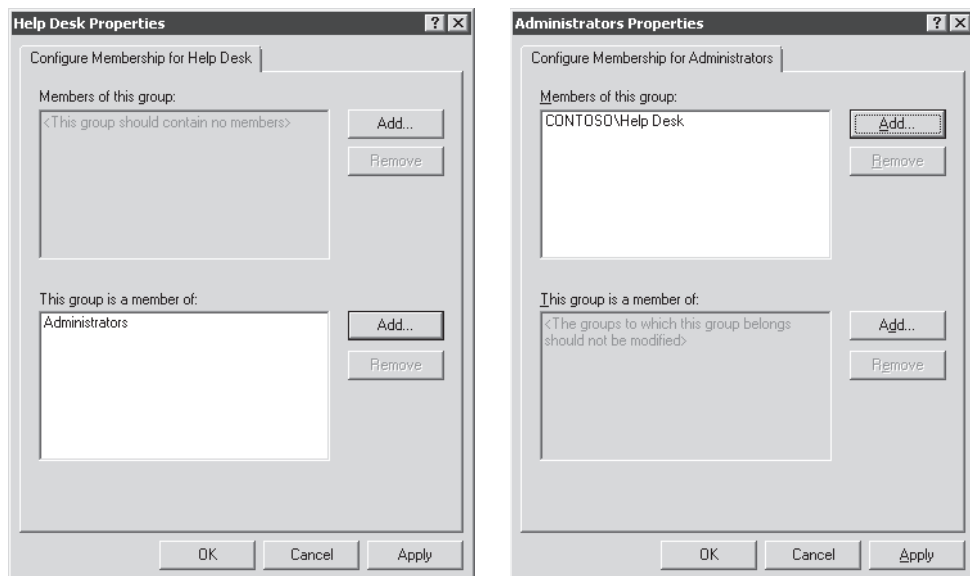 Help Desk Properties
Configure Membership for Help Desk
Members of this group:
<This group should contain no members>
Add...
Remove
This group is a member of:
Administrators
Add...
Remove
OK
Cancel
Apply
Administrators Properties
Configure Membership for Administrators
Members of this group:
CONTOSO\Help Desk
Add...
Remove
This group is a member of:
<The groups to which this group belongs
should not be modified>
Add...
Remove
OK
Cancel
Apply